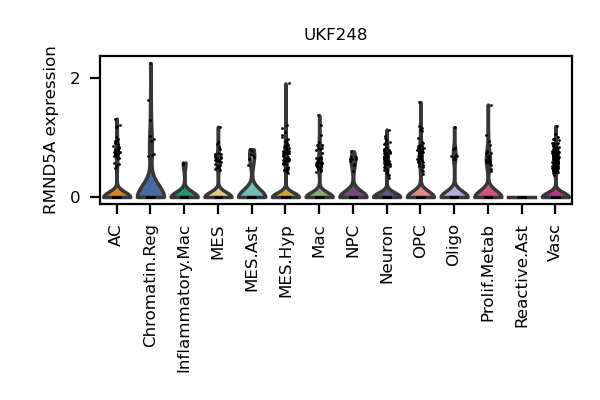 UKF248
RMND5A expression
2
0
AC
Chromatin.Reg
Inflammatory.Mac
MES
MES.Ast
MES.Hyp
Mac
NPC
Neuron
OPC
Oligo
Prolif.Metab
Reactive.Ast
Vasc